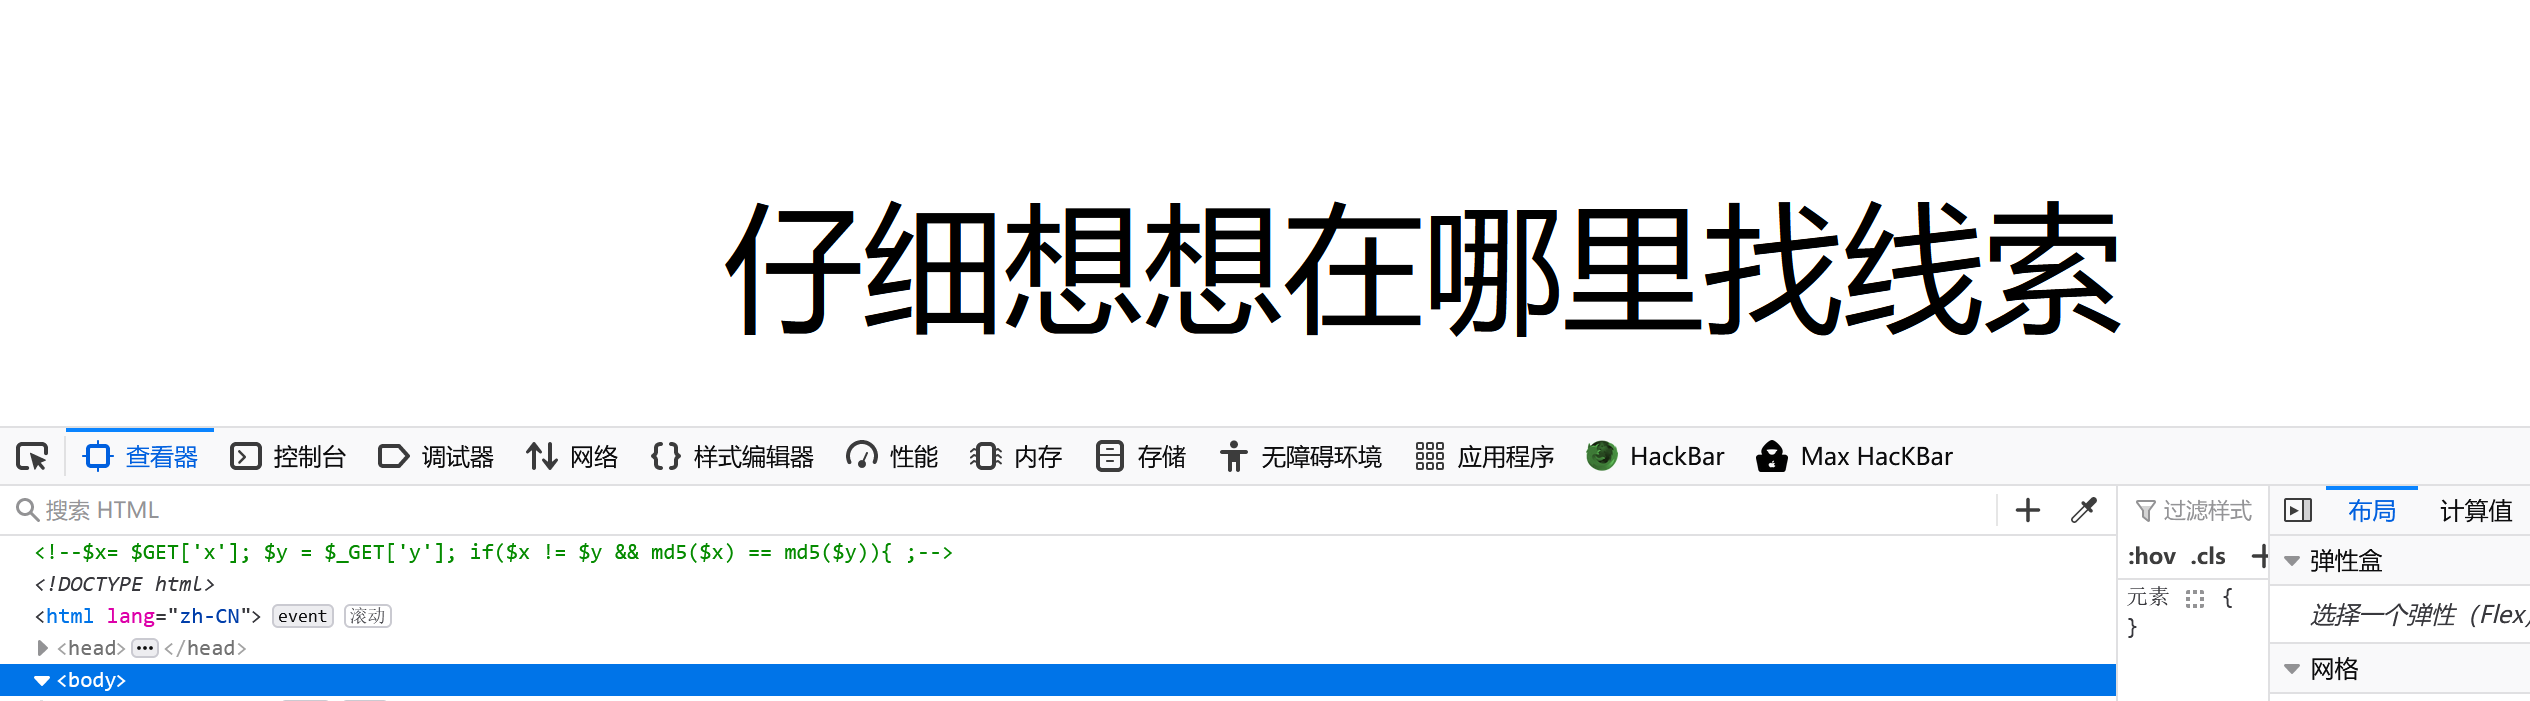 仔细想想在哪里找线索
查看器 控制台 调试器 网络 样式编辑器 性能 内存 存储 无障碍环境 应用程序 HackBar Max HacKBar
搜索 HTML
过滤样式
布局 计算值
<!--$x= $GET['x']; $y = $_GET['y']; if($x != $y && md5($x) == md5($y)){ ;-->
:hov .cls
弹性盒
<!DOCTYPE html>
元素 {
<html lang="zh-CN"> event 滚动
选择一个弹性（Flex）
}
<head> ••• </head>
网格
<body>